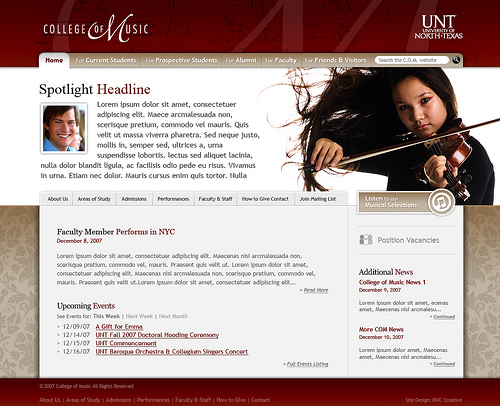 COLLEGE OF MUSIC
UNT
UNIVERSITY OF
NORTH·TEXAS
Home For Current Students For Prospective Students For Alumni For Faculty For Friends & Visitors Search the C.O.M. website
Spotlight Headline
Lorem ipsum dolor sit amet, consectetuer
adipiscing elit. Maece arcmalesuada non,
scerisque pretium, commodo vel mauris. Quis
velit ut massa viverra pharetra. Sed neque justo,
mollis in, semper sed, ultrices a, urna
suspendisse lobortis. lectus sed aliquet lacinia,
nulla dolor blandit ligula, ac facilisis odio pede eu risus. Vivamus
in urna. Etiam nec dolor. Mauris cursus enim quis tortor. Nulla
About Us Areas of Study Admissions Performances Faculty & Staff How to Give Contact Join Mailing List
Listen to our
Musical Selections
Faculty Member Performs in NYC
December 8, 2007
Lorem ipsum dolor sit amet, consectetuer adipiscing elit. Maecenas nisi arcmalesuada non,
scorisque pretium, commodo vel, mauris. Praesent quis velit ut. Lorem ipsum dolor sit amet,
consectetuer adipiscing elit. Maecenas nisi arcmalesuada non, scorisque pretium, commodo vel,
mauris. Praesent quis velit ut.Lorem ipsum dolor sit amet, consectetuer adipiscing elit...
» Read More
Upcoming Events
See Events for: This Week | Next Week | Next Month
12/09/07 A Gift for Emma
12/14/07 UNT Fall 2007 Doctoral Hooding Ceremony
12/15/07 UNT Commencement
12/16/07 UNT Baroque Orchestra & Collegium Singers Concert
» Full Events Listing
Position Vacancies
Additional News
College of Music News 1
December 9, 2007
Lorem ipsum dolor sit amet, ecenas
amet, Maecenas nisi arcmalesuada...
» Continued
More COM News
December 10, 2007
Lorem ipsum dolor amet, Maecenas
amet, Maecenas nisl arcmalesu...
» Continued
© 2007 College of Music All Rights Reserved
About Us | Areas of Study | Admissions | Performances | Faculty & Staff | How to Give | Contact
Site Design: BWC Creative